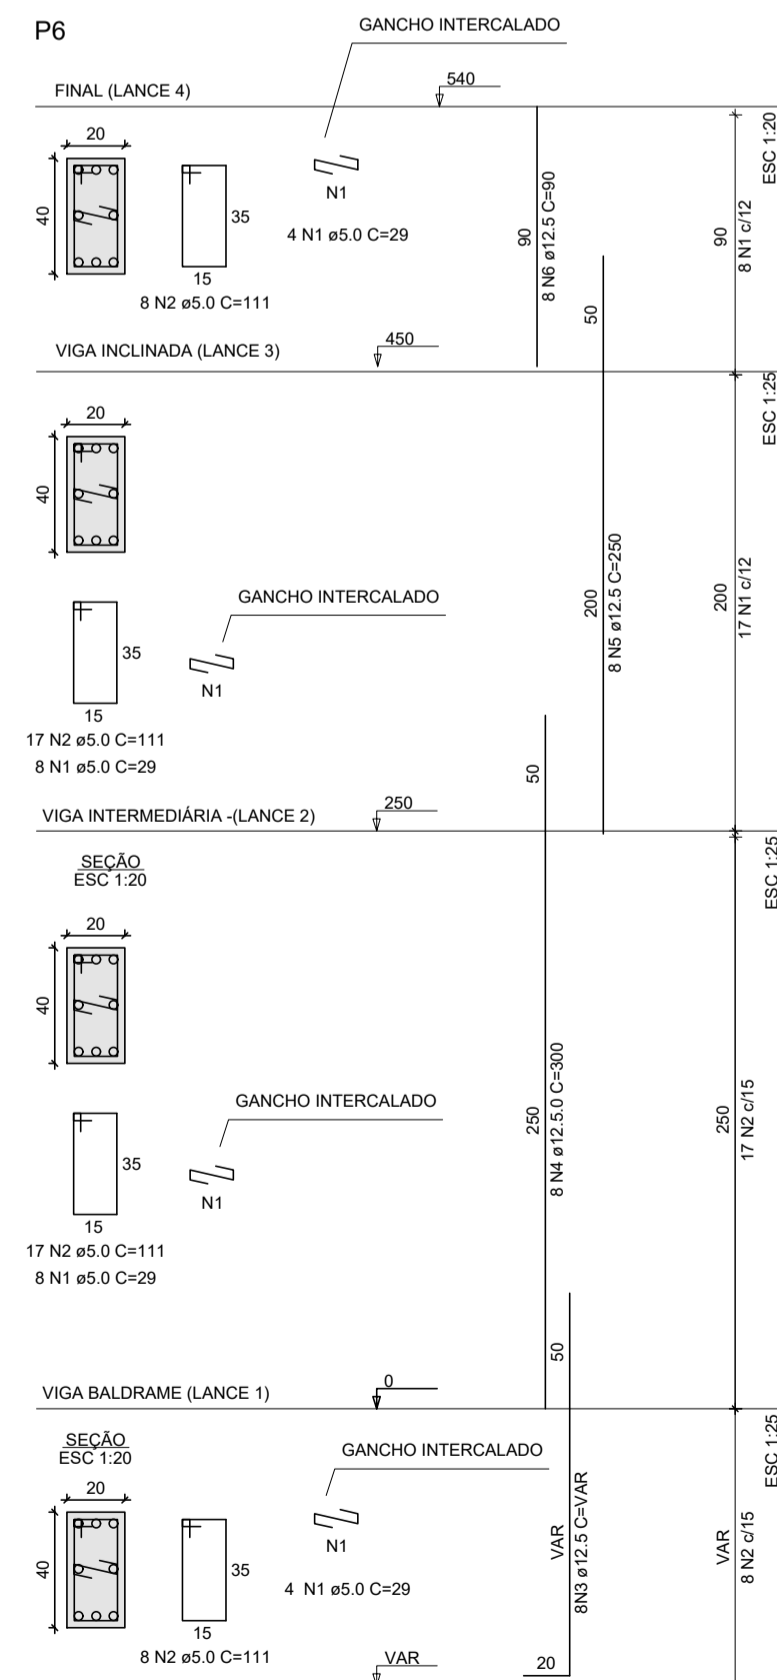 P6
GANCHO INTERCALADO
FINAL (LANCE 4)
540
ESC 1:20
20
40
35
15
8 N2 ø5.0 C=111
N1
4 N1 ø5.0 C=29
90
8 N6 ø12.5 C=90
50
90
8 N1 c/12
VIGA INCLINADA (LANCE 3)
450
ESC 1:25
20
40
GANCHO INTERCALADO
35
15
N1
17 N2 ø5.0 C=111
8 N1 ø5.0 C=29
200
8 N5 ø12.5 C=250
200
17 N1 c/12
50
VIGA INTERMEDIÁRIA -(LANCE 2)
250
ESC 1:25
SEÇÃO
ESC 1:20
20
40
GANCHO INTERCALADO
35
15
N1
17 N2 ø5.0 C=111
8 N1 ø5.0 C=29
250
8 N4 ø12.5.0 C=300
250
17 N2 c/15
50
VIGA BALDRAME (LANCE 1)
0
ESC 1:25
SEÇÃO
ESC 1:20
GANCHO INTERCALADO
20
40
35
15
8 N2 ø5.0 C=111
N1
4 N1 ø5.0 C=29
VAR
8N3 ø12.5 C=VAR
VAR
8 N2 c/15
VAR
20